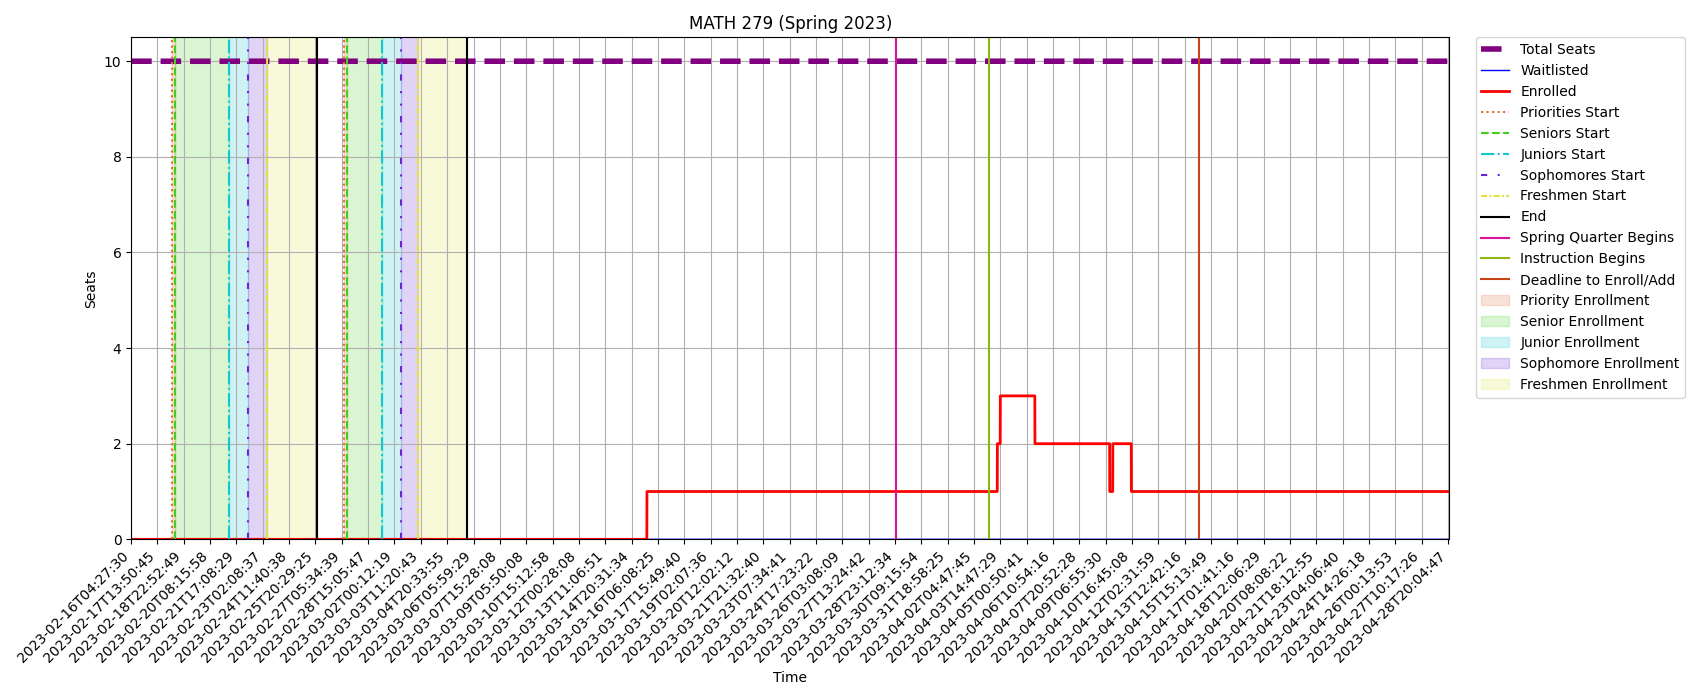 MATH 279 (Spring 2023)
Seats
10
8
6
4
2
0
2023-02-16T04:27:30
2023-02-17T13:50:45
2023-02-18T22:52:49
2023-02-20T08:15:58
2023-02-21T17:08:29
2023-02-23T02:08:37
2023-02-24T11:40:38
2023-02-25T20:29:25
2023-02-27T05:34:39
2023-02-28T15:05:47
2023-03-02T00:12:19
2023-03-03T11:20:43
2023-03-04T20:33:55
2023-03-06T05:59:29
2023-03-07T15:28:08
2023-03-09T05:50:08
2023-03-10T15:12:58
2023-03-12T00:28:08
2023-03-13T11:06:51
2023-03-14T20:31:34
2023-03-16T06:08:25
2023-03-17T15:49:40
2023-03-19T02:07:36
2023-03-20T12:02:12
2023-03-21T21:32:40
2023-03-23T07:34:41
2023-03-24T17:23:22
2023-03-26T03:08:09
2023-03-27T13:24:42
2023-03-28T23:12:34
2023-03-30T09:15:54
2023-03-31T18:58:25
2023-04-02T04:47:45
2023-04-03T14:47:29
2023-04-05T00:50:41
2023-04-06T10:54:16
2023-04-07T20:52:28
2023-04-09T06:55:30
2023-04-10T16:45:08
2023-04-12T02:31:59
2023-04-13T12:42:16
2023-04-15T15:13:49
2023-04-17T01:41:16
2023-04-18T12:06:29
2023-04-20T08:08:22
2023-04-21T18:12:55
2023-04-23T04:06:40
2023-04-24T14:26:18
2023-04-26T00:13:53
2023-04-27T10:17:26
2023-04-28T20:04:47
Time
Total Seats
Waitlisted
Enrolled
Priorities Start
Seniors Start
Juniors Start
Sophomores Start
Freshmen Start
End
Spring Quarter Begins
Instruction Begins
Deadline to Enroll/Add
Priority Enrollment
Senior Enrollment
Junior Enrollment
Sophomore Enrollment
Freshmen Enrollment